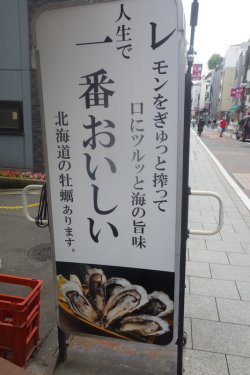 レモンをぎゅっと搾って
口にツルッと海の旨味
人生で
一番おいしい
北海道の牡蠣あります。